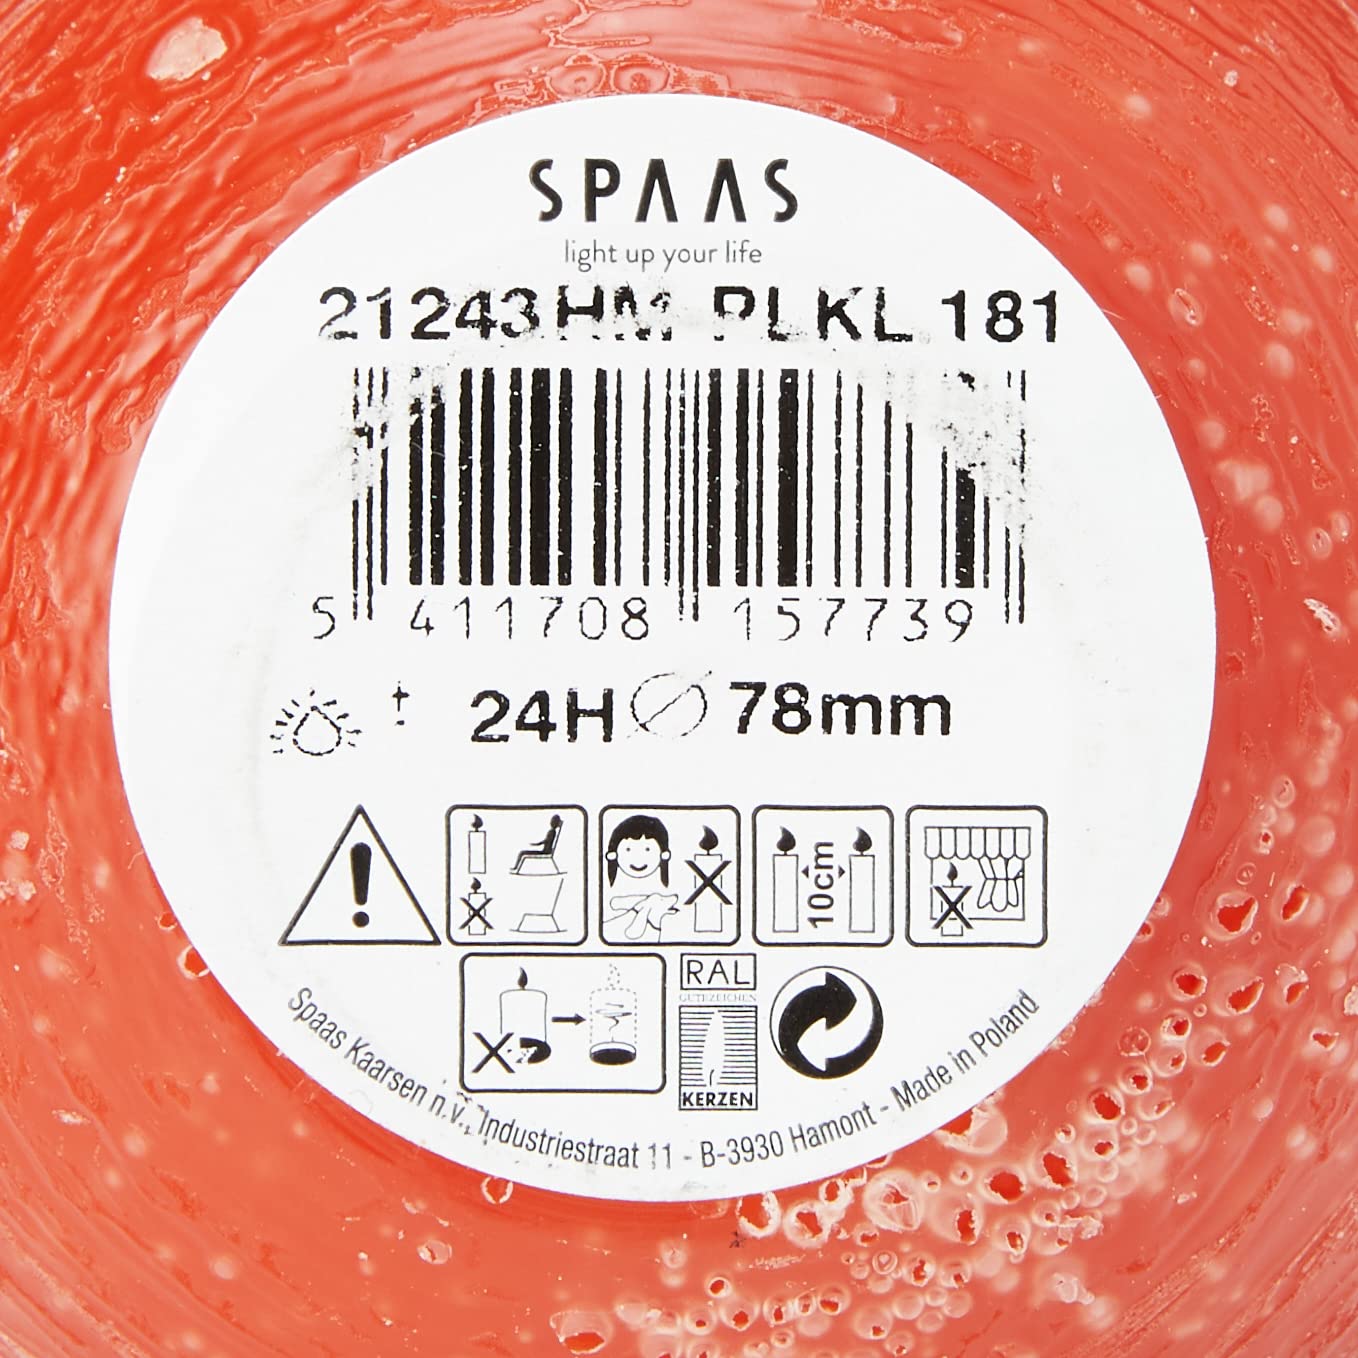 SPAAS
light up your life
21243HM PLKL 181
5 411708 157739
± 24H Ø 78mm
10cm
RAL
GUTEZEICHEN
KERZEN
Spaas Kaarsen n.v., Industriestraat 11 - B-3930 Hamont - Made in Poland